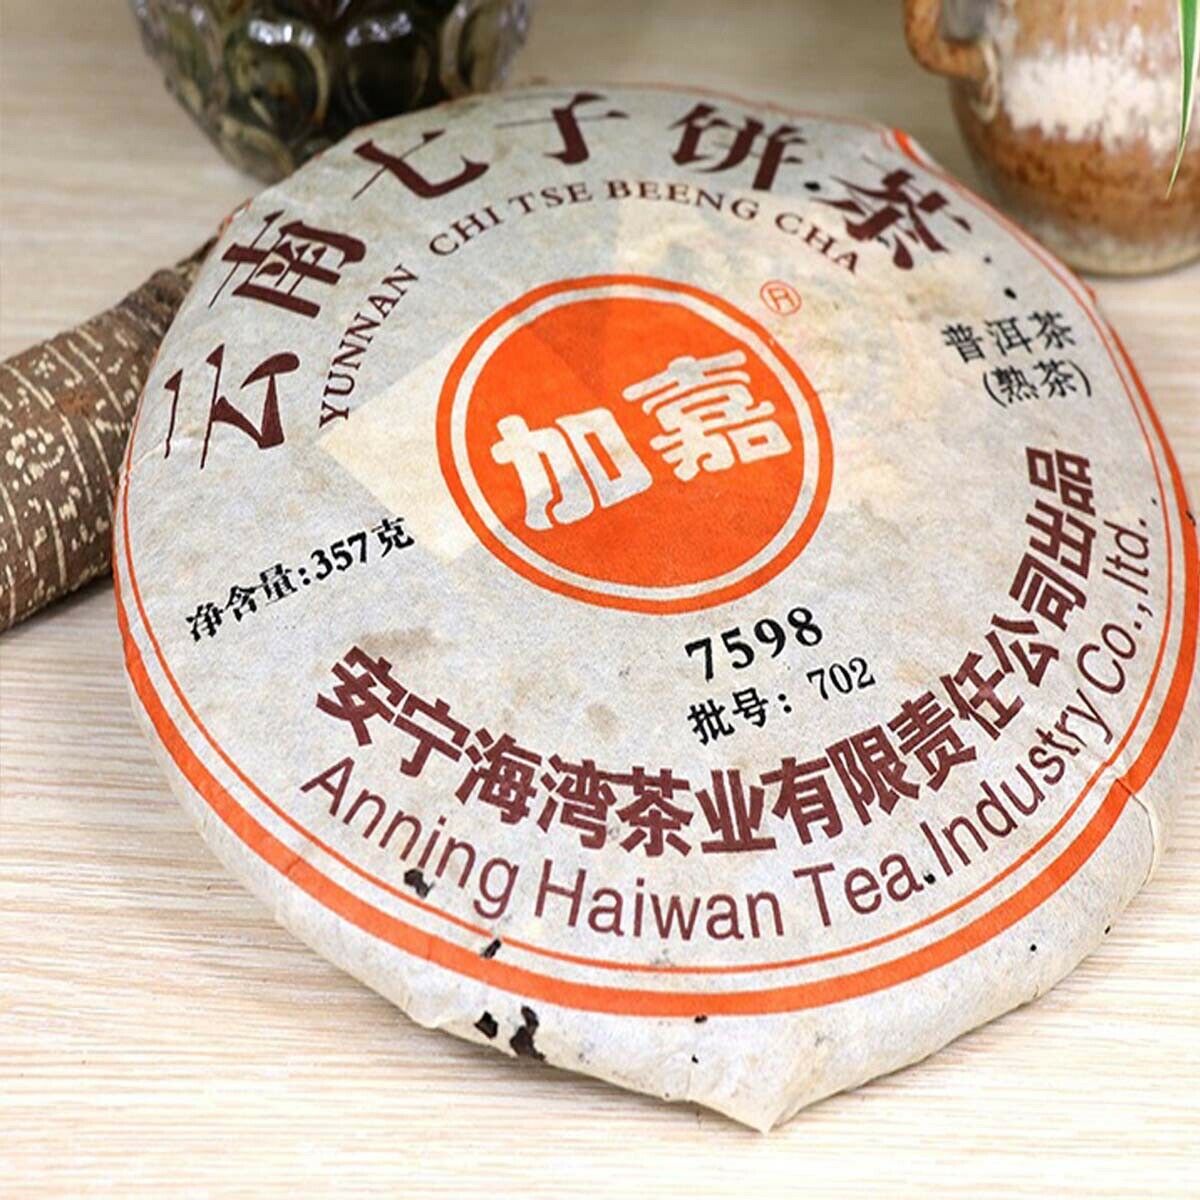 云南七子饼茶
YUNNAN CHI TSE BEENG CHA
®
加嘉
普洱茶
(熟茶)
净含量:357克
7598
批号: 702
安宁海湾茶业有限责任公司出品
Anning Haiwan Tea.Industry Co.,ltd.